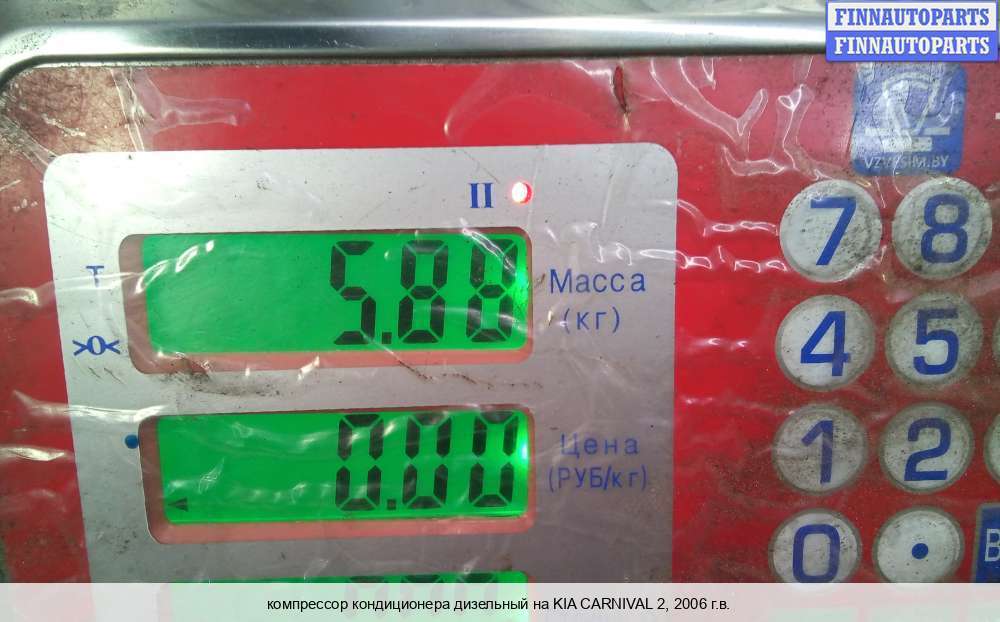 FINNAUTOPARTS
FINNAUTOPARTS
VZVESIM.BY
II
T
5.88
Масса
(кг)
>0<
7
8
4
5
0.00
Цена
(РУБ/кг)
1
2
0
.
компрессор кондиционера дизельный на KIA CARNIVAL 2, 2006 г.в.